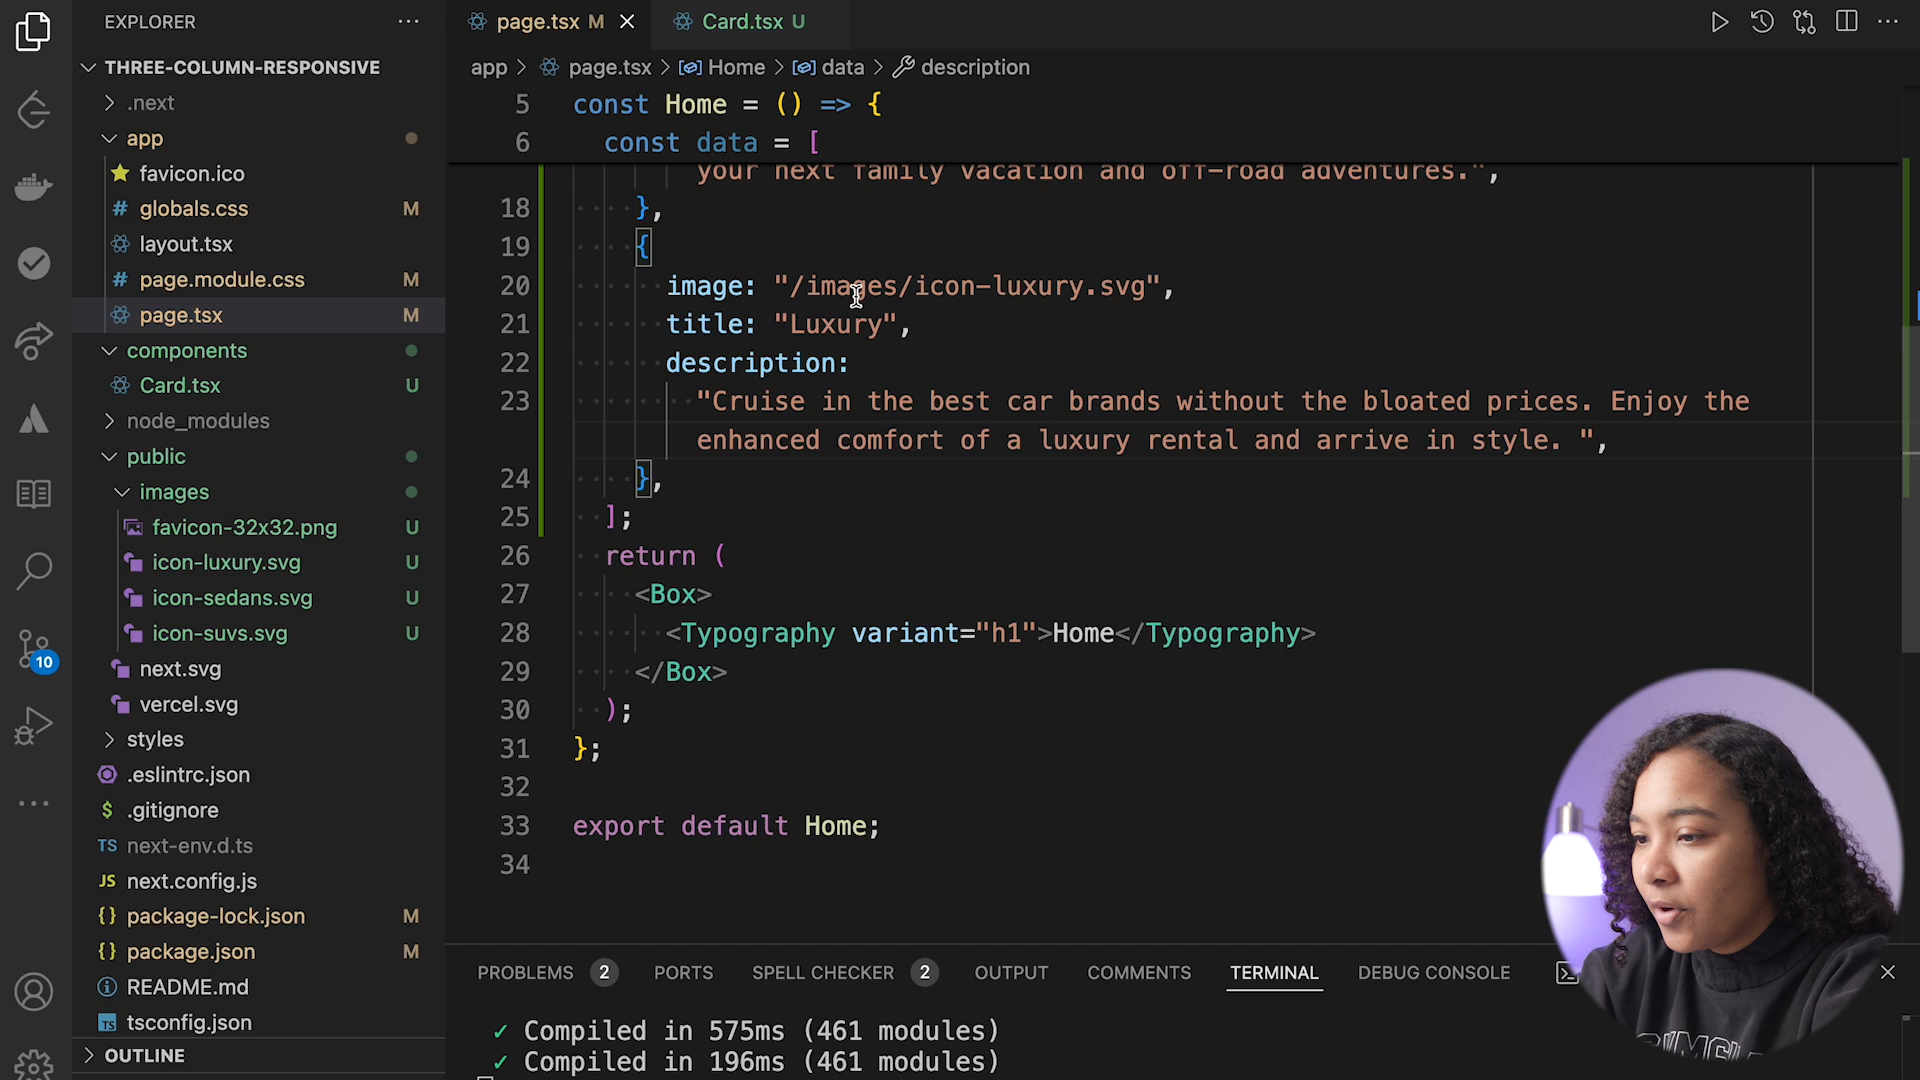 EXPLORER
THREE-COLUMN-RESPONSIVE
.next
app
favicon.ico
globals.css M
layout.tsx
page.module.css M
page.tsx M
components
Card.tsx U
node_modules
public
images
favicon-32x32.png U
icon-luxury.svg U
icon-sedans.svg U
icon-suvs.svg U
next.svg
vercel.svg
styles
.eslintrc.json
$ .gitignore
TS next-env.d.ts
JS next.config.js
{} package-lock.json M
{} package.json M
README.md
TS tsconfig.json
OUTLINE
10
page.tsx M
Card.tsx U
app > page.tsx > Home > data > description
5 const Home = () => {
6 const data = [
your next family vacation and off-road adventures.",
18 },
19 {
20 image: "/images/icon-luxury.svg",
21 title: "Luxury",
22 description:
23 "Cruise in the best car brands without the bloated prices. Enjoy the
enhanced comfort of a luxury rental and arrive in style. ",
24 },
25 ];
26 return (
27 <Box>
28 <Typography variant="h1">Home</Typography>
29 </Box>
30 );
31 };
32
33 export default Home;
34
PROBLEMS 2 PORTS SPELL CHECKER 2 OUTPUT COMMENTS TERMINAL DEBUG CONSOLE
✓ Compiled in 575ms (461 modules)
✓ Compiled in 196ms (461 modules)